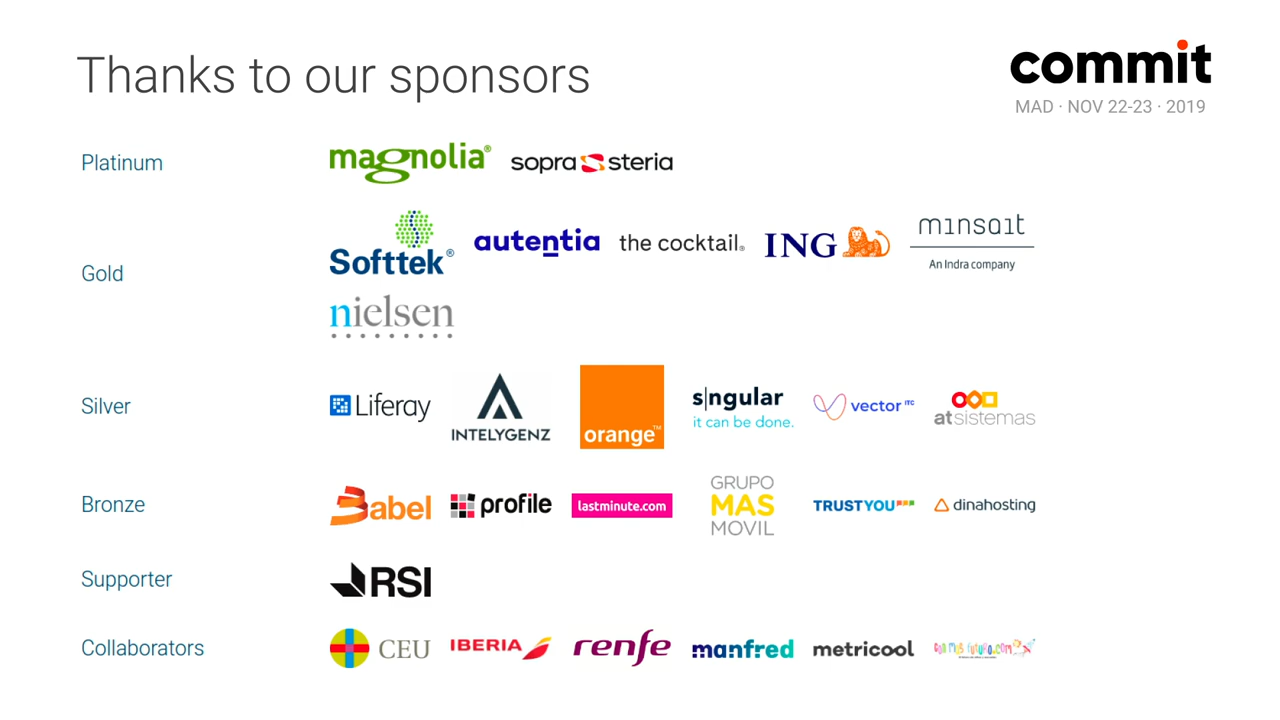 Thanks to our sponsors
commit
MAD · NOV 22-23 · 2019
Platinum
magnolia®
sopra steria
Gold
Softtek®
autentia
the cocktail®
ING
minsait
An Indra company
nielsen
Silver
Liferay
INTELYGENZ
orange™
s|ngular
it can be done.
vector ITC
atsistemas
Bronze
Babel
profile
lastminute.com
GRUPO
MAS
MOVIL
TRUSTYOU
dinahosting
Supporter
RSI
Collaborators
CEU
IBERIA
renfe
manfred
metricool